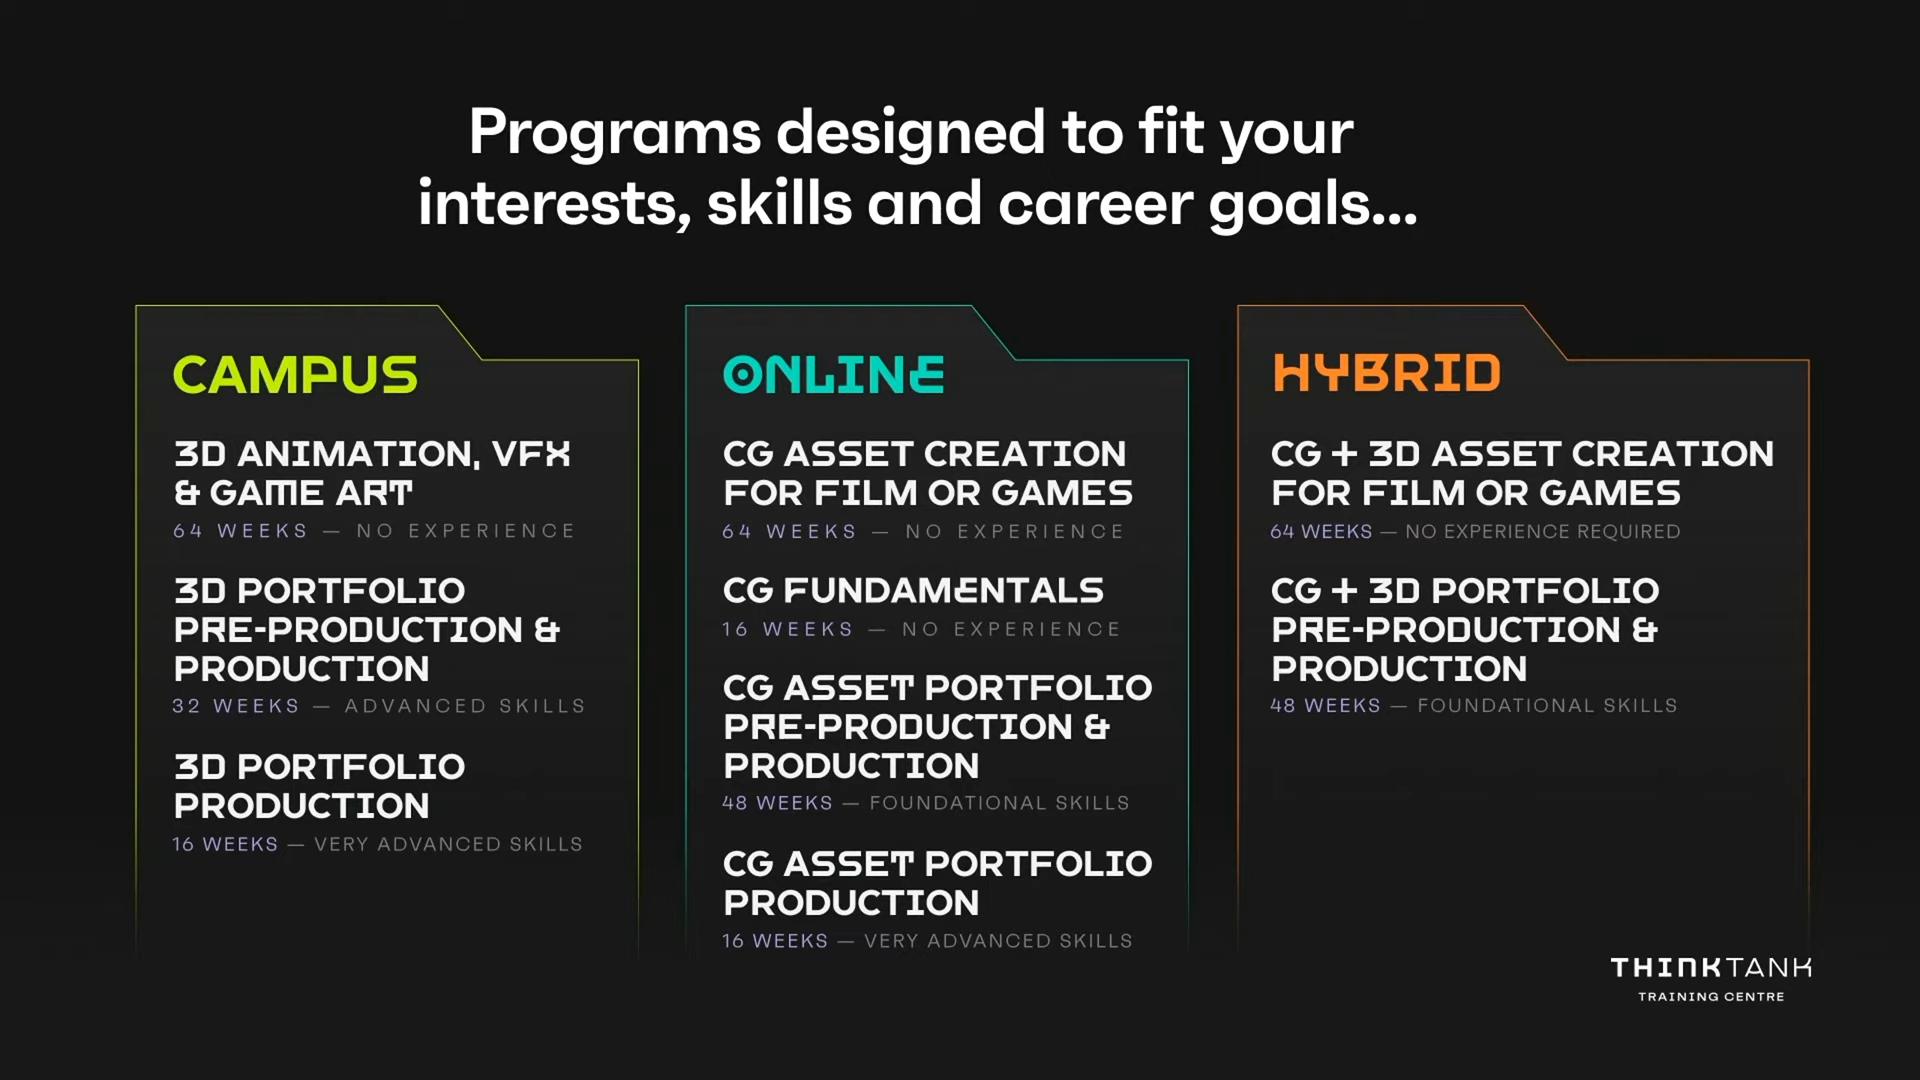 Programs designed to fit your
interests, skills and career goals...
CAMPUS
3D ANIMATION, VFX
& GAME ART
64 WEEKS — NO EXPERIENCE
3D PORTFOLIO
PRE-PRODUCTION &
PRODUCTION
32 WEEKS — ADVANCED SKILLS
3D PORTFOLIO
PRODUCTION
16 WEEKS — VERY ADVANCED SKILLS
ONLINE
CG ASSET CREATION
FOR FILM OR GAMES
64 WEEKS — NO EXPERIENCE
CG FUNDAMENTALS
16 WEEKS — NO EXPERIENCE
CG ASSET PORTFOLIO
PRE-PRODUCTION &
PRODUCTION
48 WEEKS — FOUNDATIONAL SKILLS
CG ASSET PORTFOLIO
PRODUCTION
16 WEEKS — VERY ADVANCED SKILLS
HYBRID
CG + 3D ASSET CREATION
FOR FILM OR GAMES
64 WEEKS — NO EXPERIENCE REQUIRED
CG + 3D PORTFOLIO
PRE-PRODUCTION &
PRODUCTION
48 WEEKS — FOUNDATIONAL SKILLS
THINKTANK
TRAINING CENTRE